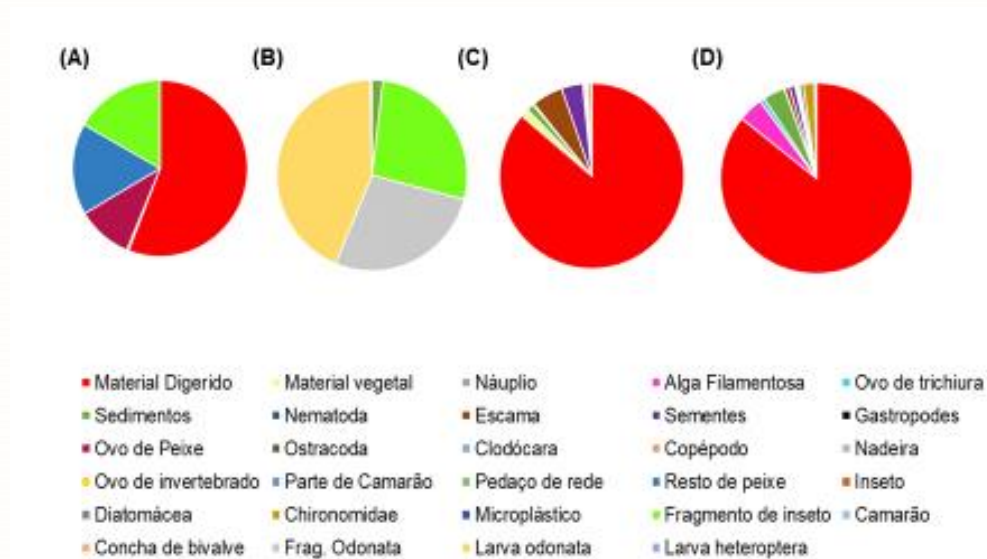 (A) (B) (C) (D)
Material Digerido Material vegetal Náuplio Alga Filamentosa Ovo de trichiura
Sedimentos Nematoda Escama Sementes Gastropodes
Ovo de Peixe Ostracoda Clodócara Copépodo Nadeira
Ovo de invertebrado Parte de Camarão Pedaço de rede Resto de peixe Inseto
Diatomácea Chironomidae Microplástico Fragmento de inseto Camarão
Concha de bivalve Frag. Odonata Larva odonata Larva heteroptera